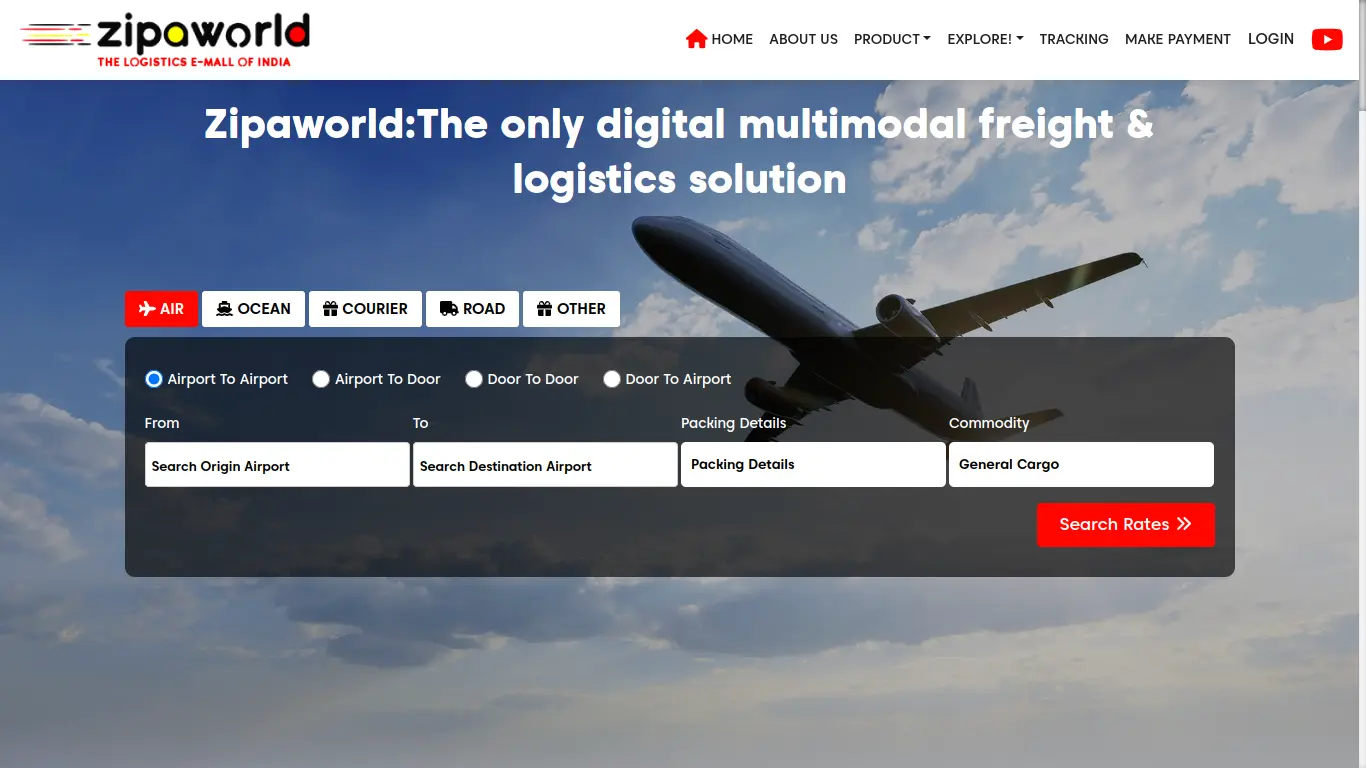 zipaworld
THE LOGISTICS E-MALL OF INDIA
HOME ABOUT US PRODUCT EXPLORE! TRACKING MAKE PAYMENT LOGIN
Zipaworld:The only digital multimodal freight &
logistics solution
AIR OCEAN COURIER ROAD OTHER
Airport To Airport Airport To Door Door To Door Door To Airport
From To Packing Details Commodity
Search Origin Airport Search Destination Airport Packing Details General Cargo
Search Rates